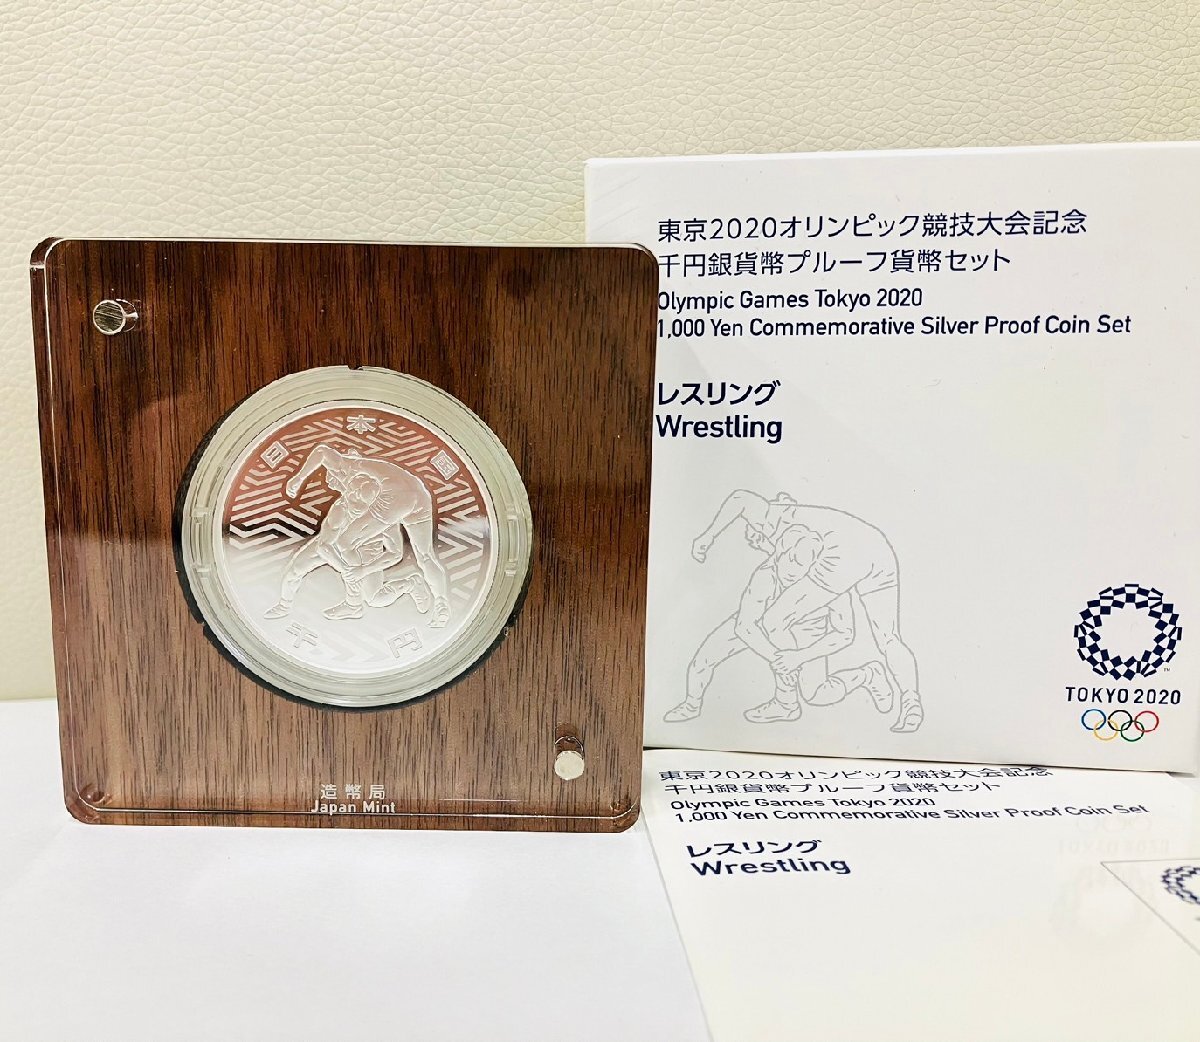 日本国
千円
造幣局
Japan Mint
東京2020オリンピック競技大会記念
千円銀貨幣プルーフ貨幣セット
Olympic Games Tokyo 2020
1,000 Yen Commemorative Silver Proof Coin Set
レスリング
Wrestling
TOKYO 2020
東京2020オリンピック競技大会記念
千円銀貨幣プルーフ貨幣セット
Olympic Games Tokyo 2020
1,000 Yen Commemorative Silver Proof Coin Set
レスリング
Wrestling